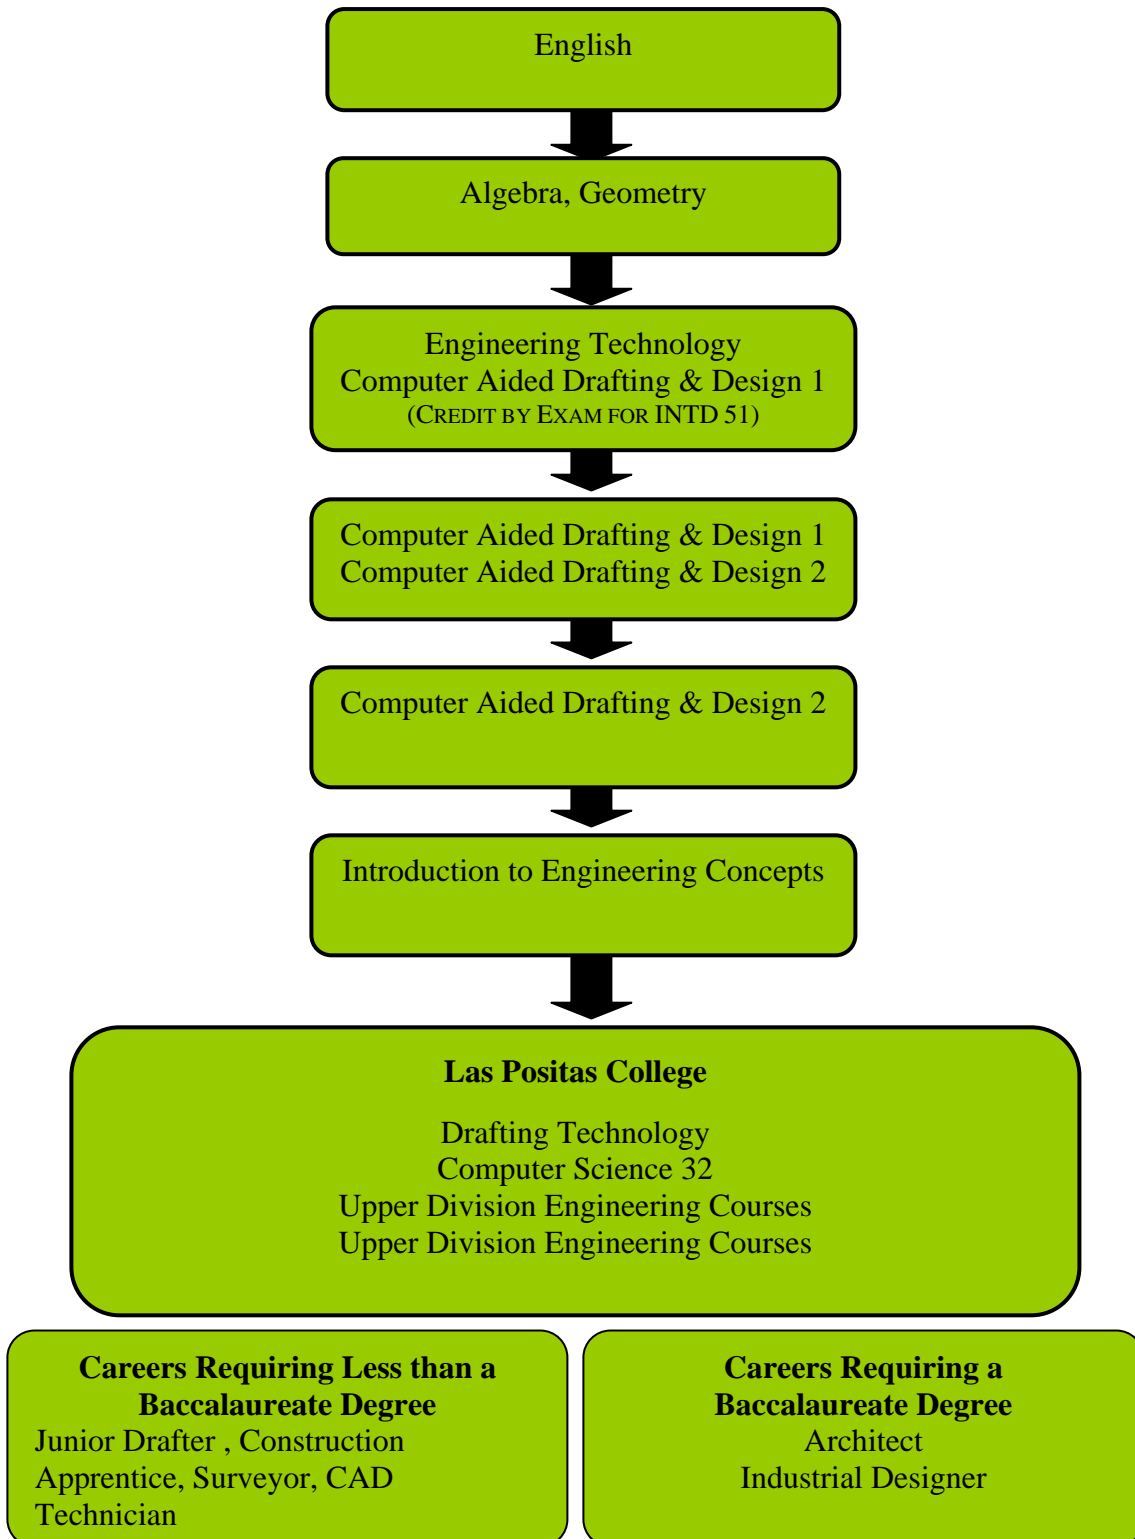 English
Algebra, Geometry
Engineering Technology
Computer Aided Drafting & Design 1
(CREDIT BY EXAM FOR INTD 51)
Computer Aided Drafting & Design 1
Computer Aided Drafting & Design 2
Computer Aided Drafting & Design 2
Introduction to Engineering Concepts
Las Positas College
Drafting Technology
Computer Science 32
Upper Division Engineering Courses
Upper Division Engineering Courses
Careers Requiring Less than a
Baccalaureate Degree
Junior Drafter , Construction
Apprentice, Surveyor, CAD
Technician
Careers Requiring a
Baccalaureate Degree
Architect
Industrial Designer